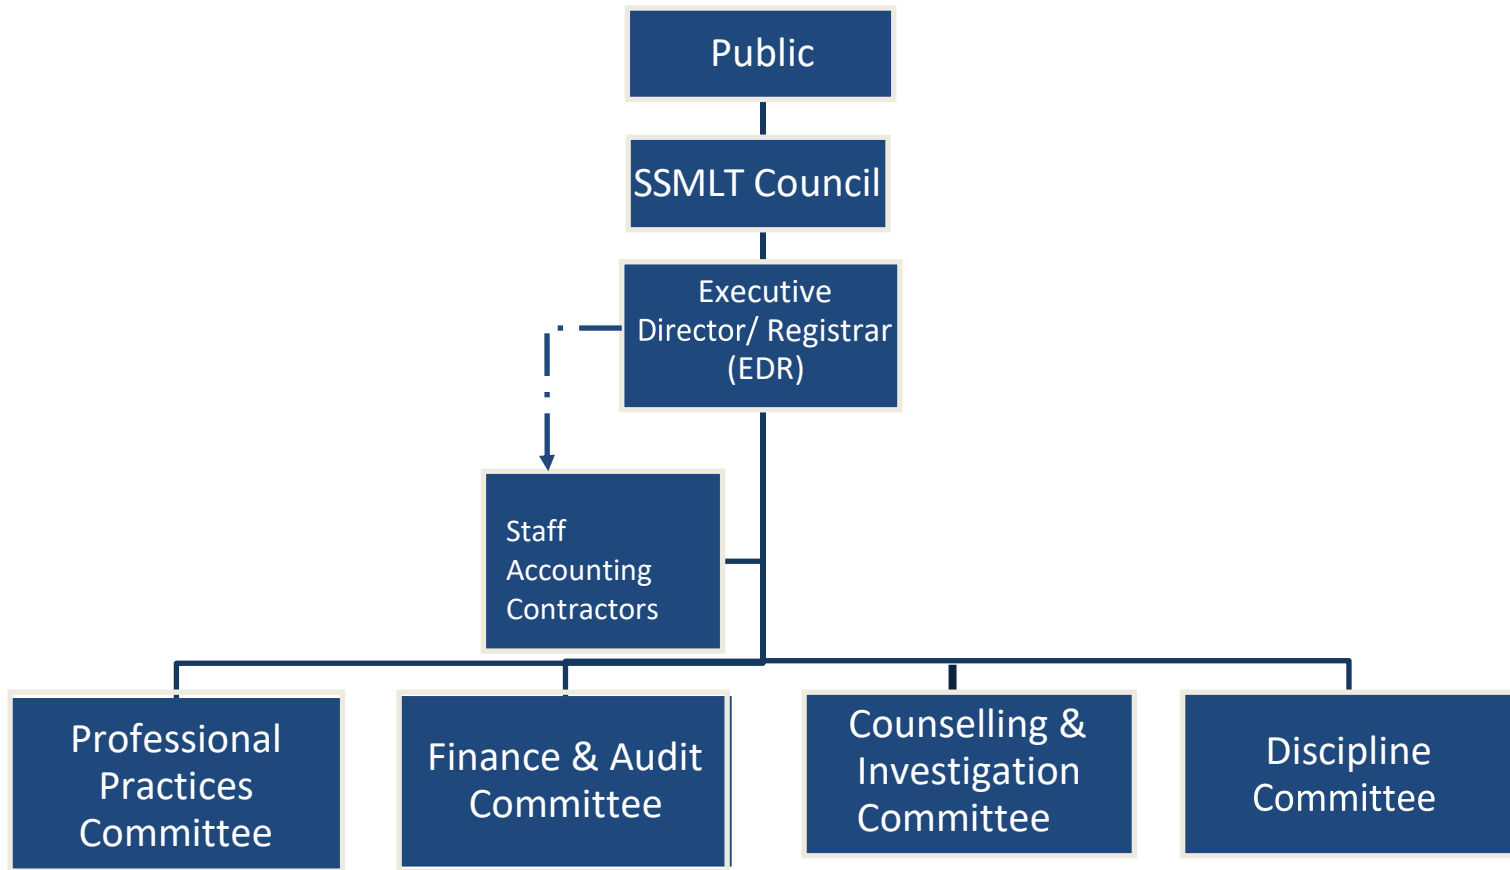 Public
SSMLT Council
Executive
Director/ Registrar
(EDR)
Staff
Accounting
Contractors
Professional
Practices
Committee
Finance & Audit
Committee
Counselling &
Investigation
Committee
Discipline
Committee